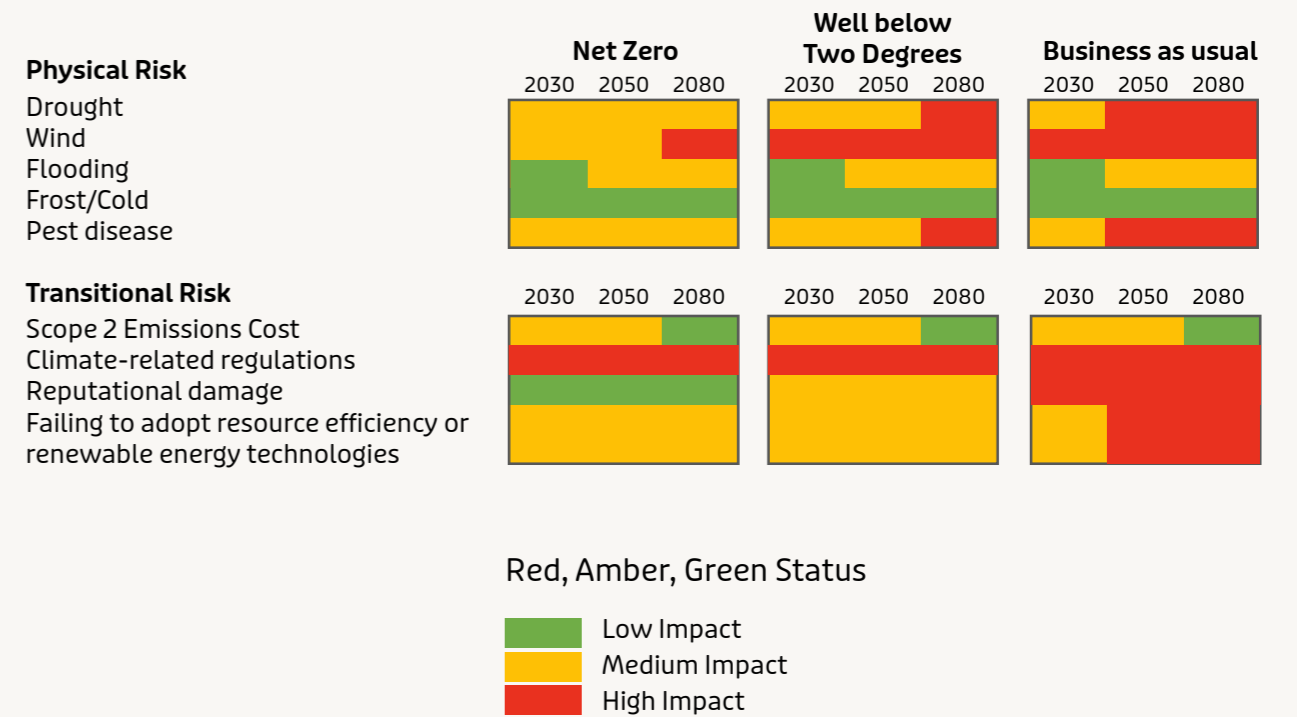 Net Zero
Well below
Two Degrees
Business as usual
Physical Risk
2030 2050 2080
2030 2050 2080
2030 2050 2080
Drought
Wind
Flooding
Frost/Cold
Pest disease
Transitional Risk
2030 2050 2080
2030 2050 2080
2030 2050 2080
Scope 2 Emissions Cost
Climate-related regulations
Reputational damage
Failing to adopt resource efficiency or
renewable energy technologies
Red, Amber, Green Status
Low Impact
Medium Impact
High Impact